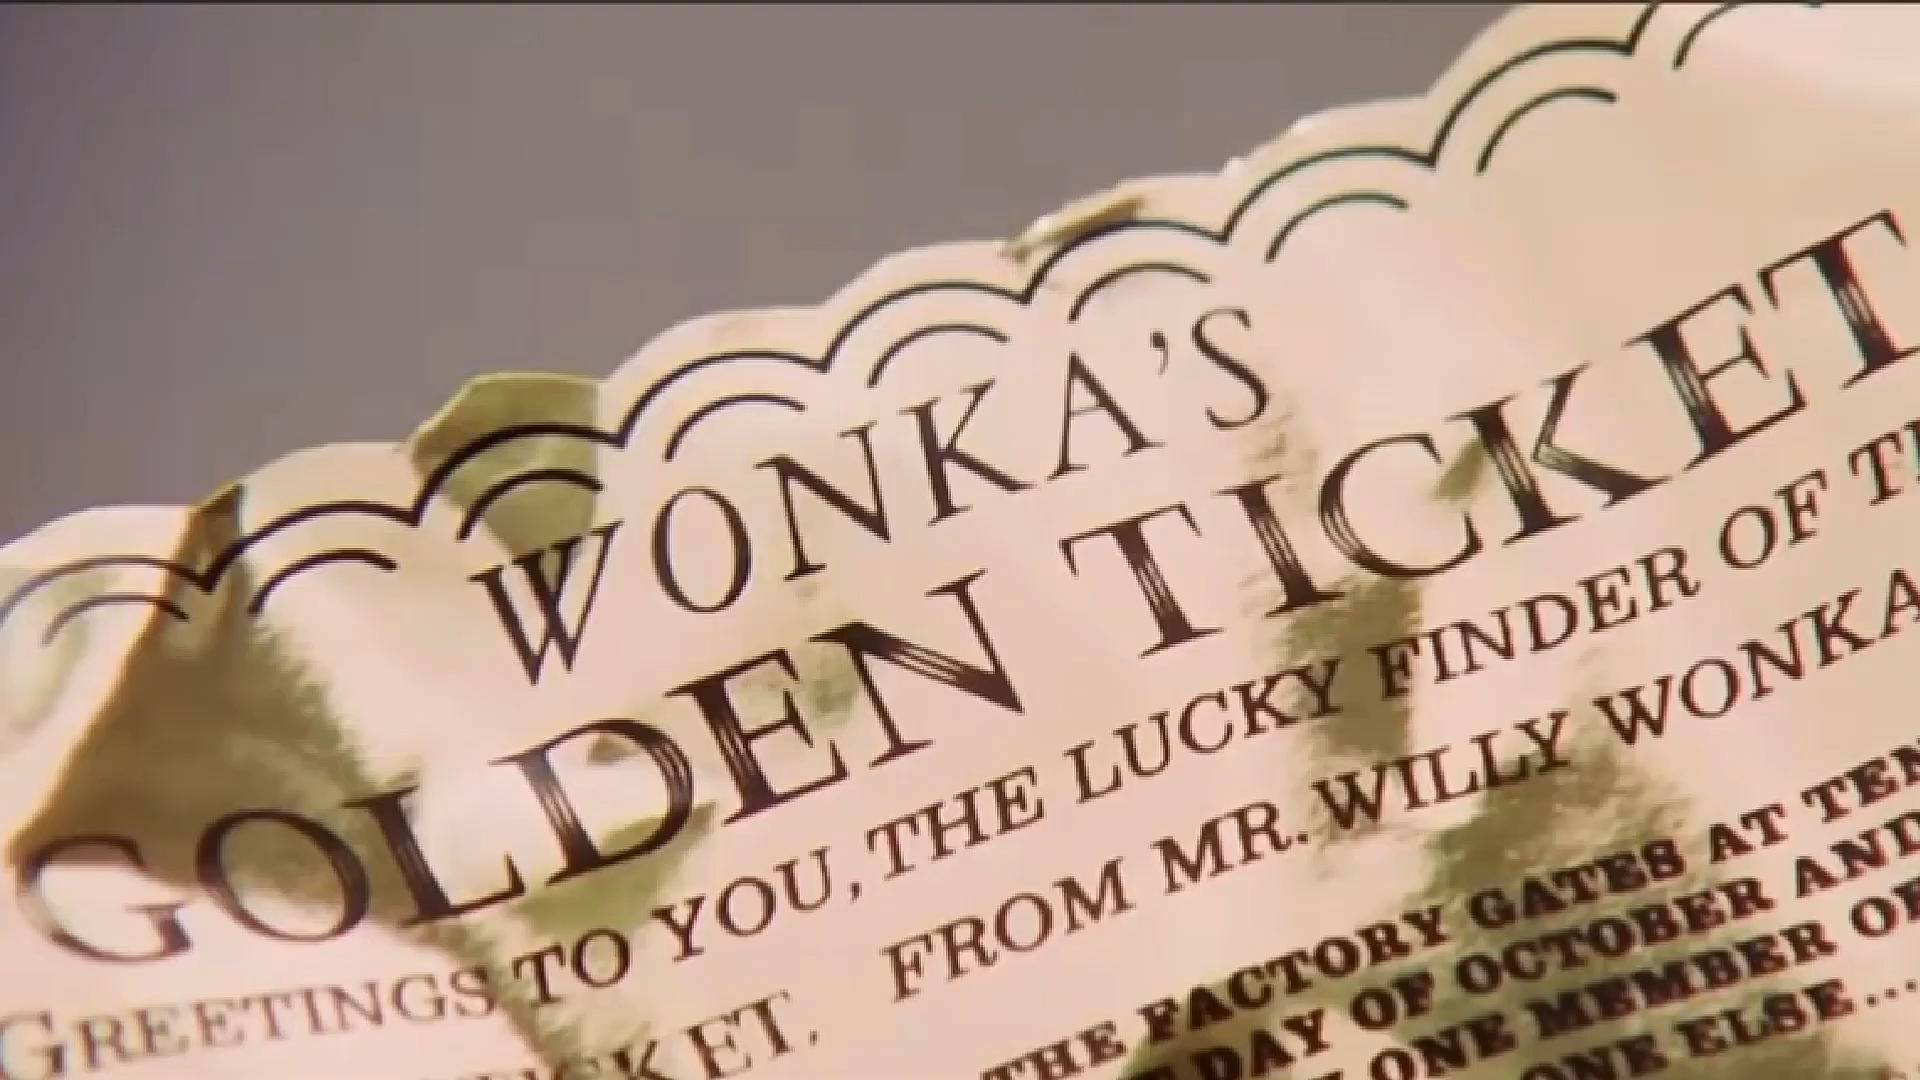 WONKA'S
GOLDEN TICKET
GREETINGS TO YOU, THE LUCKY FINDER OF
FROM MR. WILLY WONKA
THE FACTORY GATES AT TEN
DAY OF OCTOBER AND
ONE MEMBER
ELSE...